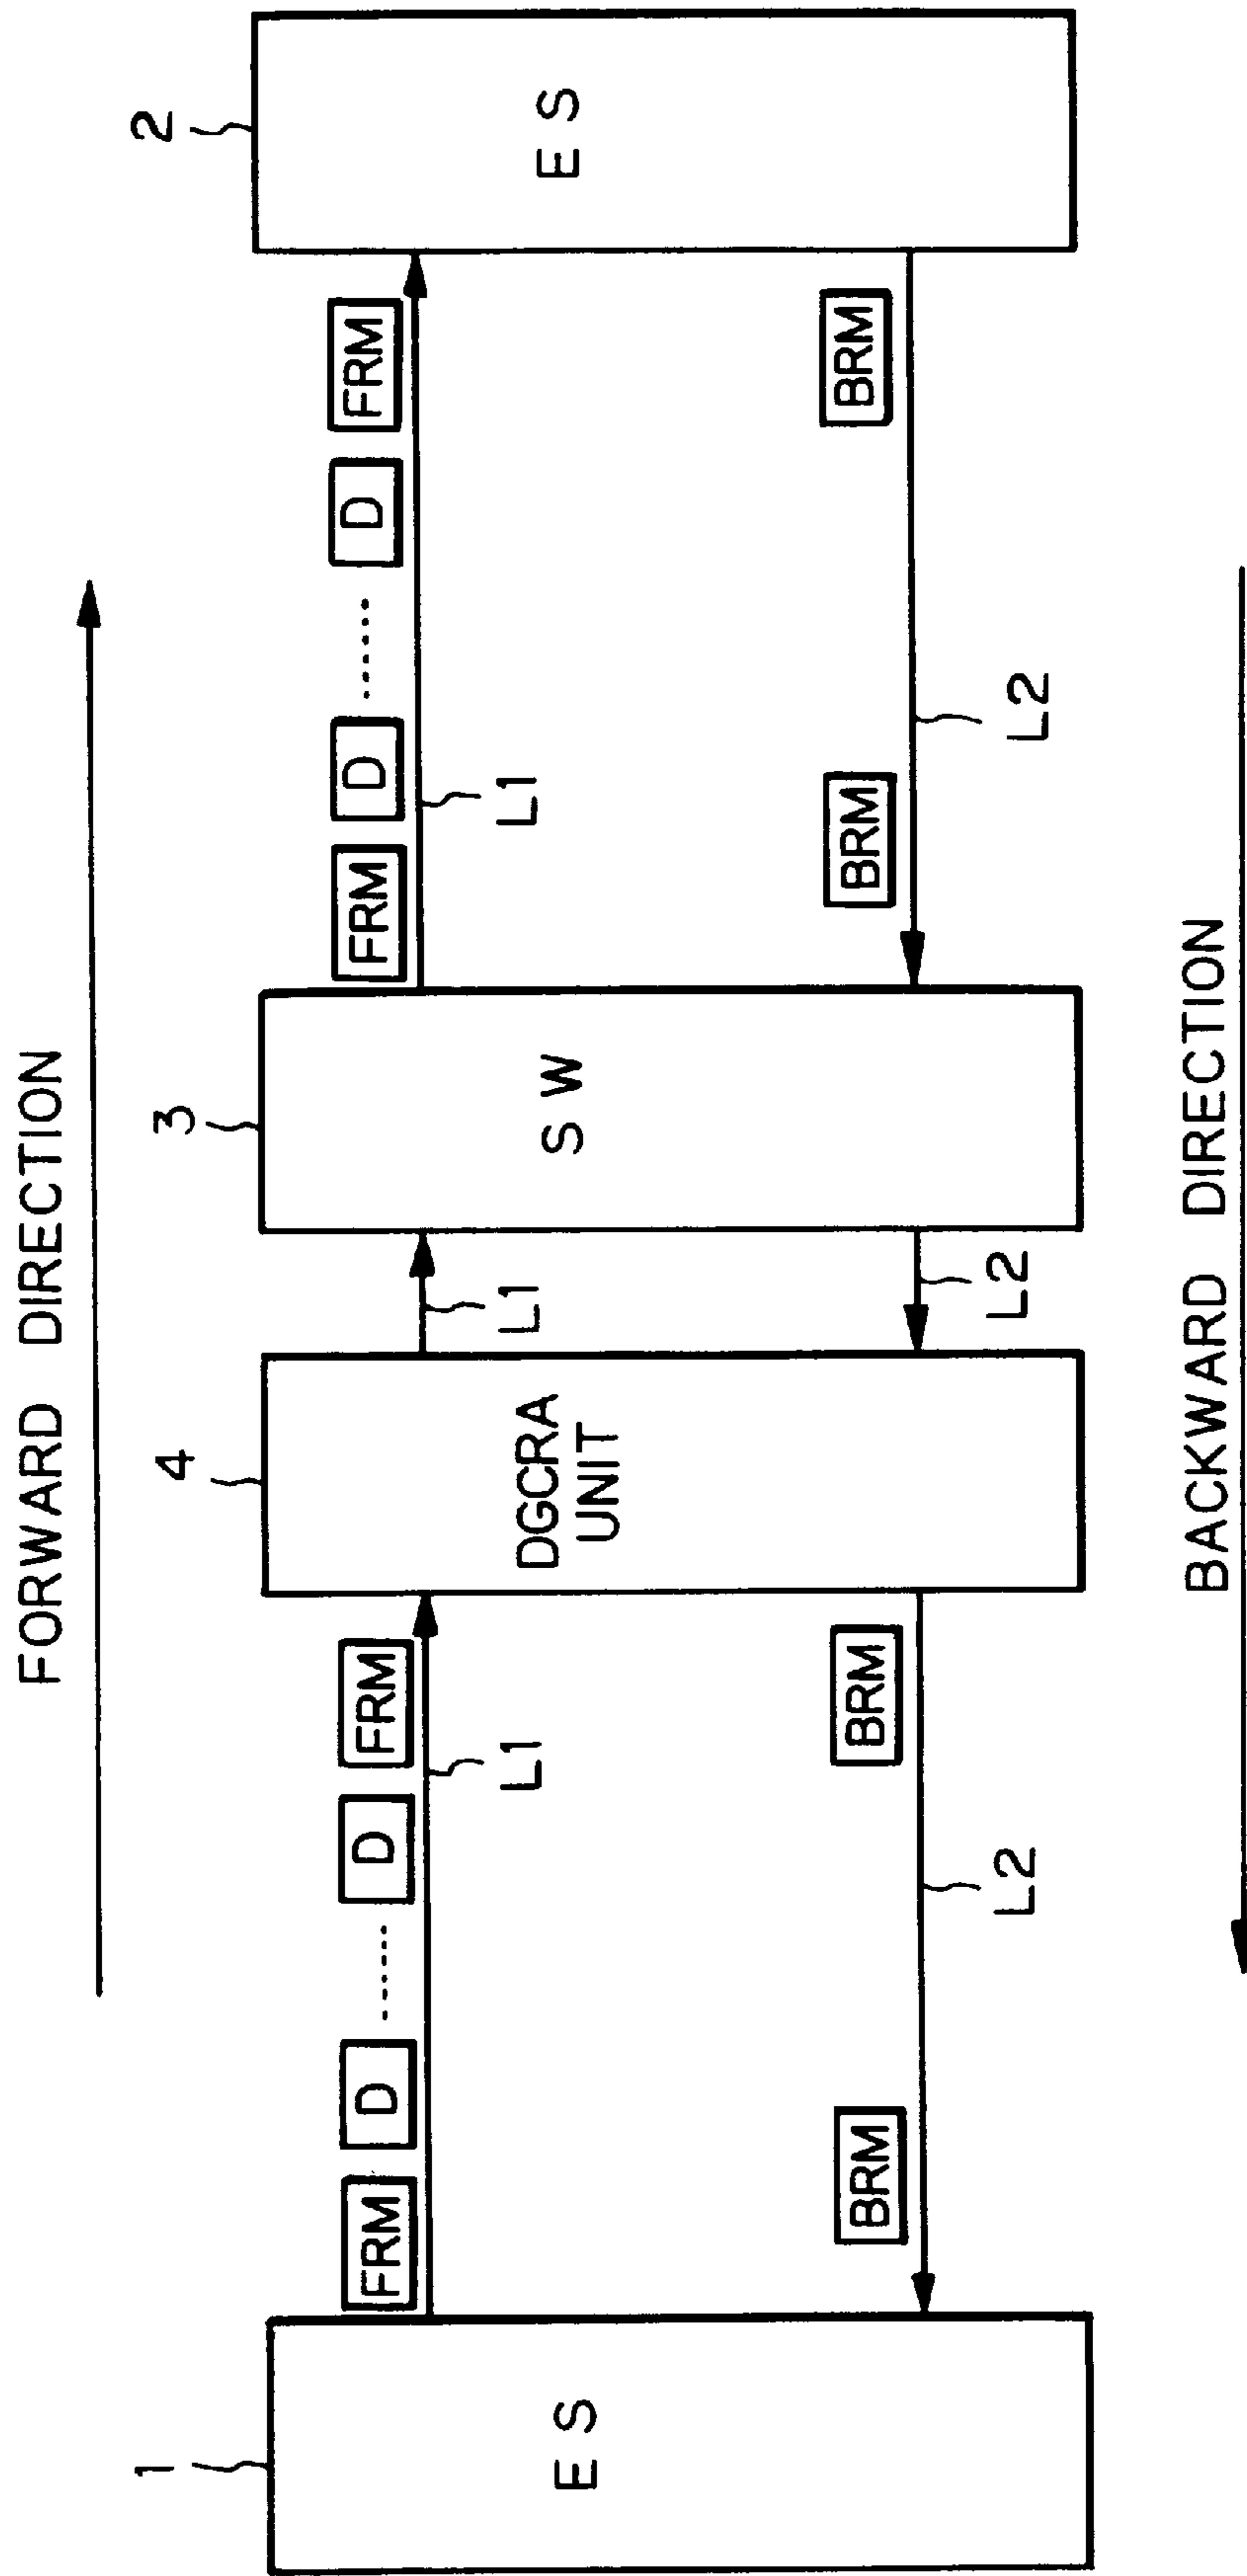 FORWARD DIRECTION
1
4
3
2
FRM D ...... D FRM
FRM D ...... D FRM
L1
L1
L1
E S
DGCRA
UNIT
S W
E S
BRM BRM
BRM BRM
L2
L2
L2
BACKWARD DIRECTION